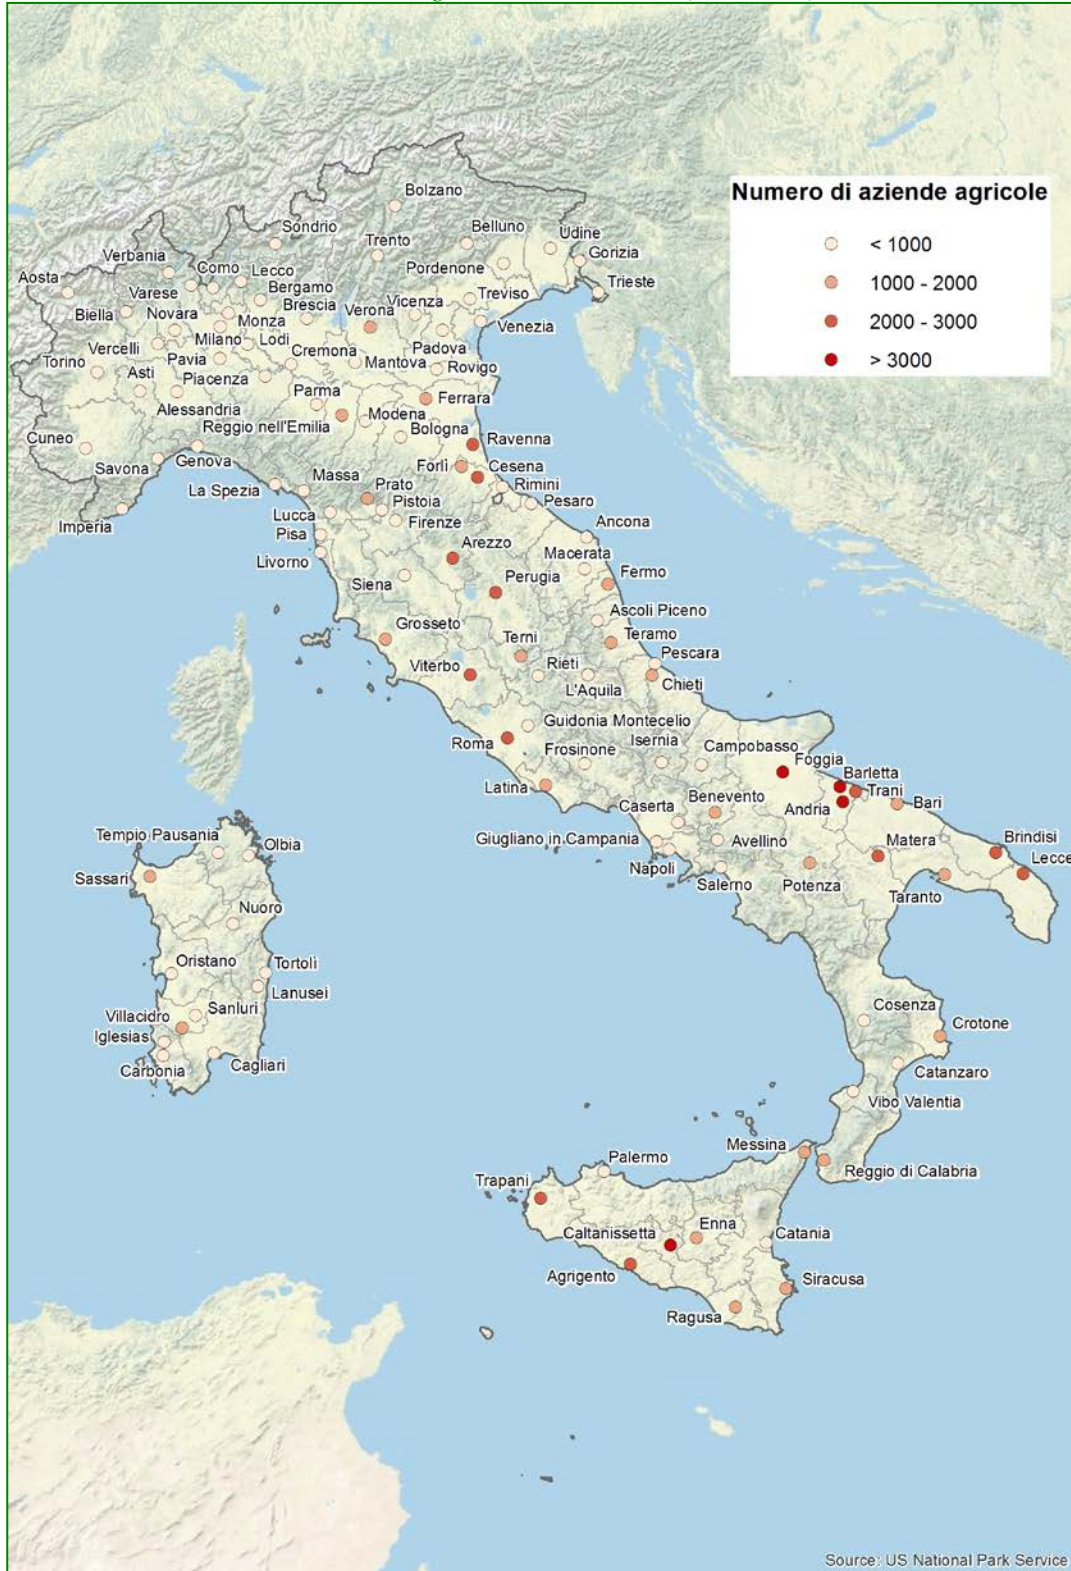 Numero di aziende agricole
< 1000
1000 - 2000
2000 - 3000
> 3000
Bolzano
Sondrio
Belluno
Udine
Trento
Gorizia
Verbania
Como
Lecco
Pordenone
Aosta
Varese
Bergamo
Treviso
Trieste
Biella
Novara
Brescia
Verona
Vicenza
Monza
Venezia
Vercelli
Milano
Lodi
Padova
Torino
Pavia
Cremona
Mantova
Rovigo
Asti
Piacenza
Parma
Ferrara
Alessandria
Modena
Reggio nell'Emilia
Bologna
Cuneo
Ravenna
Savona
Genova
Forlì
Cesena
Massa
La Spezia
Prato
Rimini
Pistoia
Pesaro
Imperia
Lucca
Firenze
Pisa
Ancona
Livorno
Arezzo
Macerata
Siena
Perugia
Fermo
Ascoli Piceno
Grosseto
Terni
Teramo
Viterbo
Rieti
Pescara
L'Aquila
Chieti
Guidonia Montecelio
Roma
Isernia
Frosinone
Campobasso
Foggia
Barletta
Latina
Trani
Caserta
Benevento
Andria
Bari
Tempio Pausania
Olbia
Giugliano in Campania
Avellino
Matera
Brindisi
Lecce
Sassari
Napoli
Salerno
Potenza
Taranto
Nuoro
Oristano
Tortolì
Lanusei
Villacidro
Sanluri
Cosenza
Crotone
Iglesias
Carbonia
Cagliari
Catanzaro
Vibo Valentia
Messina
Palermo
Reggio di Calabria
Trapani
Enna
Caltanissetta
Catania
Agrigento
Siracusa
Ragusa
Source: US National Park Service